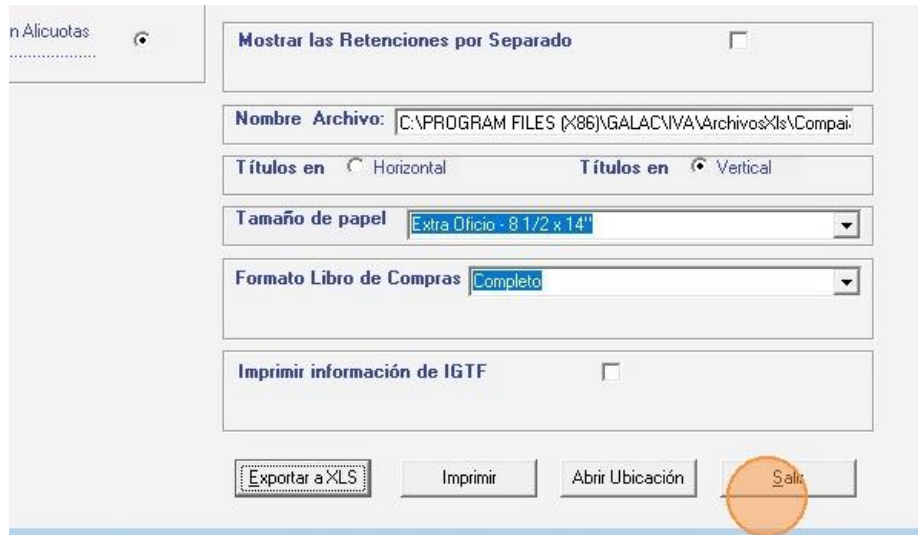 n Alicuotas
Mostrar las Retenciones por Separado
Nombre Archivo: C:\PROGRAM FILES (X86)\GALAC\IVA\ArchivosXls\Compai
Títulos en Horizontal Títulos en Vertical
Tamaño de papel Extra Oficio - 8 1/2 x 14"
Formato Libro de Compras Completo
Imprimir información de IGTF
Exportar a XLS Imprimir Abrir Ubicación Salir